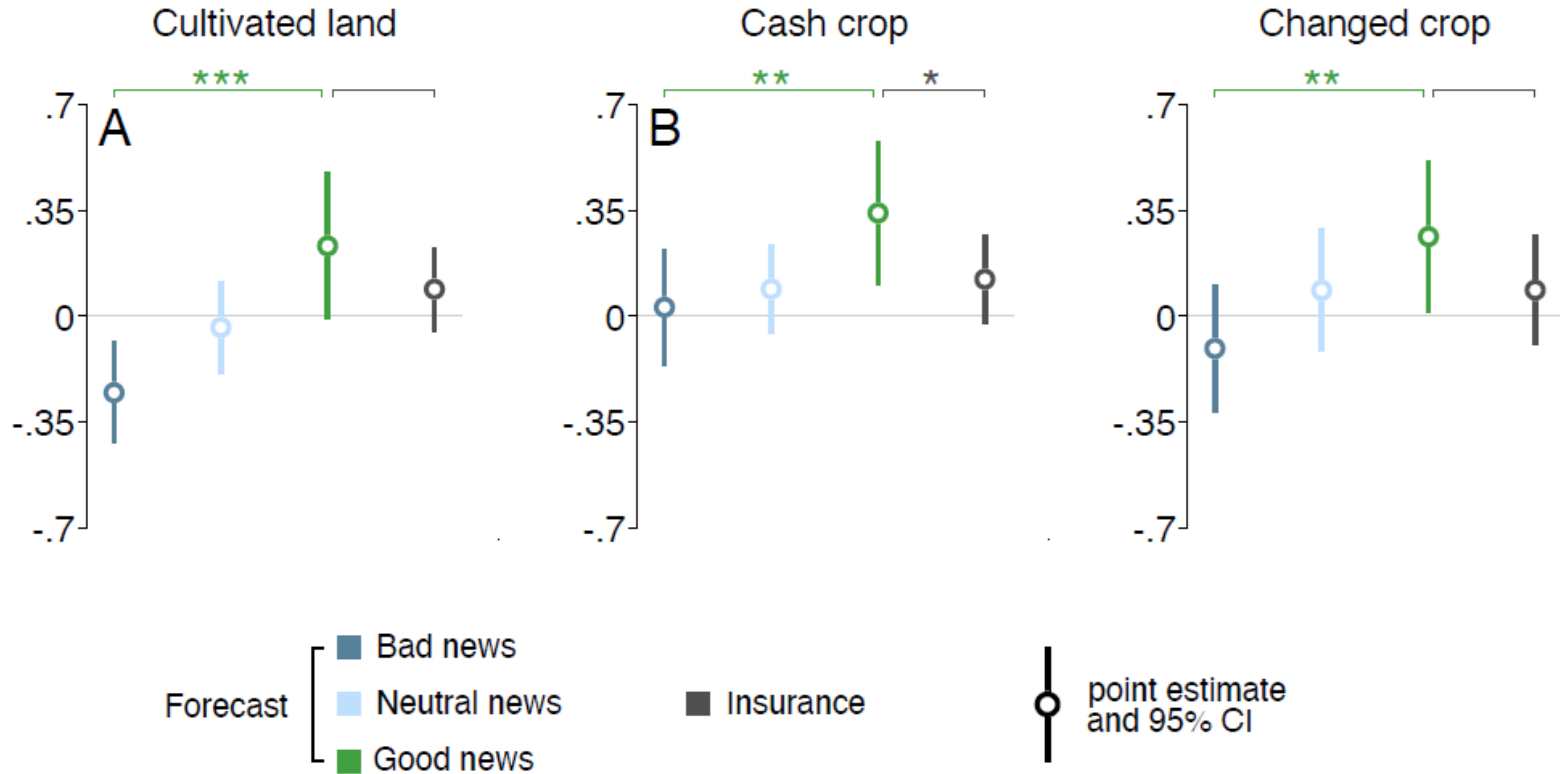 Cultivated land
Cash crop
Changed crop
***
**
*
**
A
B
.7
.35
0
-.35
-.7
.7
.35
0
-.35
-.7
.7
.35
0
-.35
-.7
Forecast
Bad news
Neutral news
Good news
Insurance
point estimate
and 95% CI